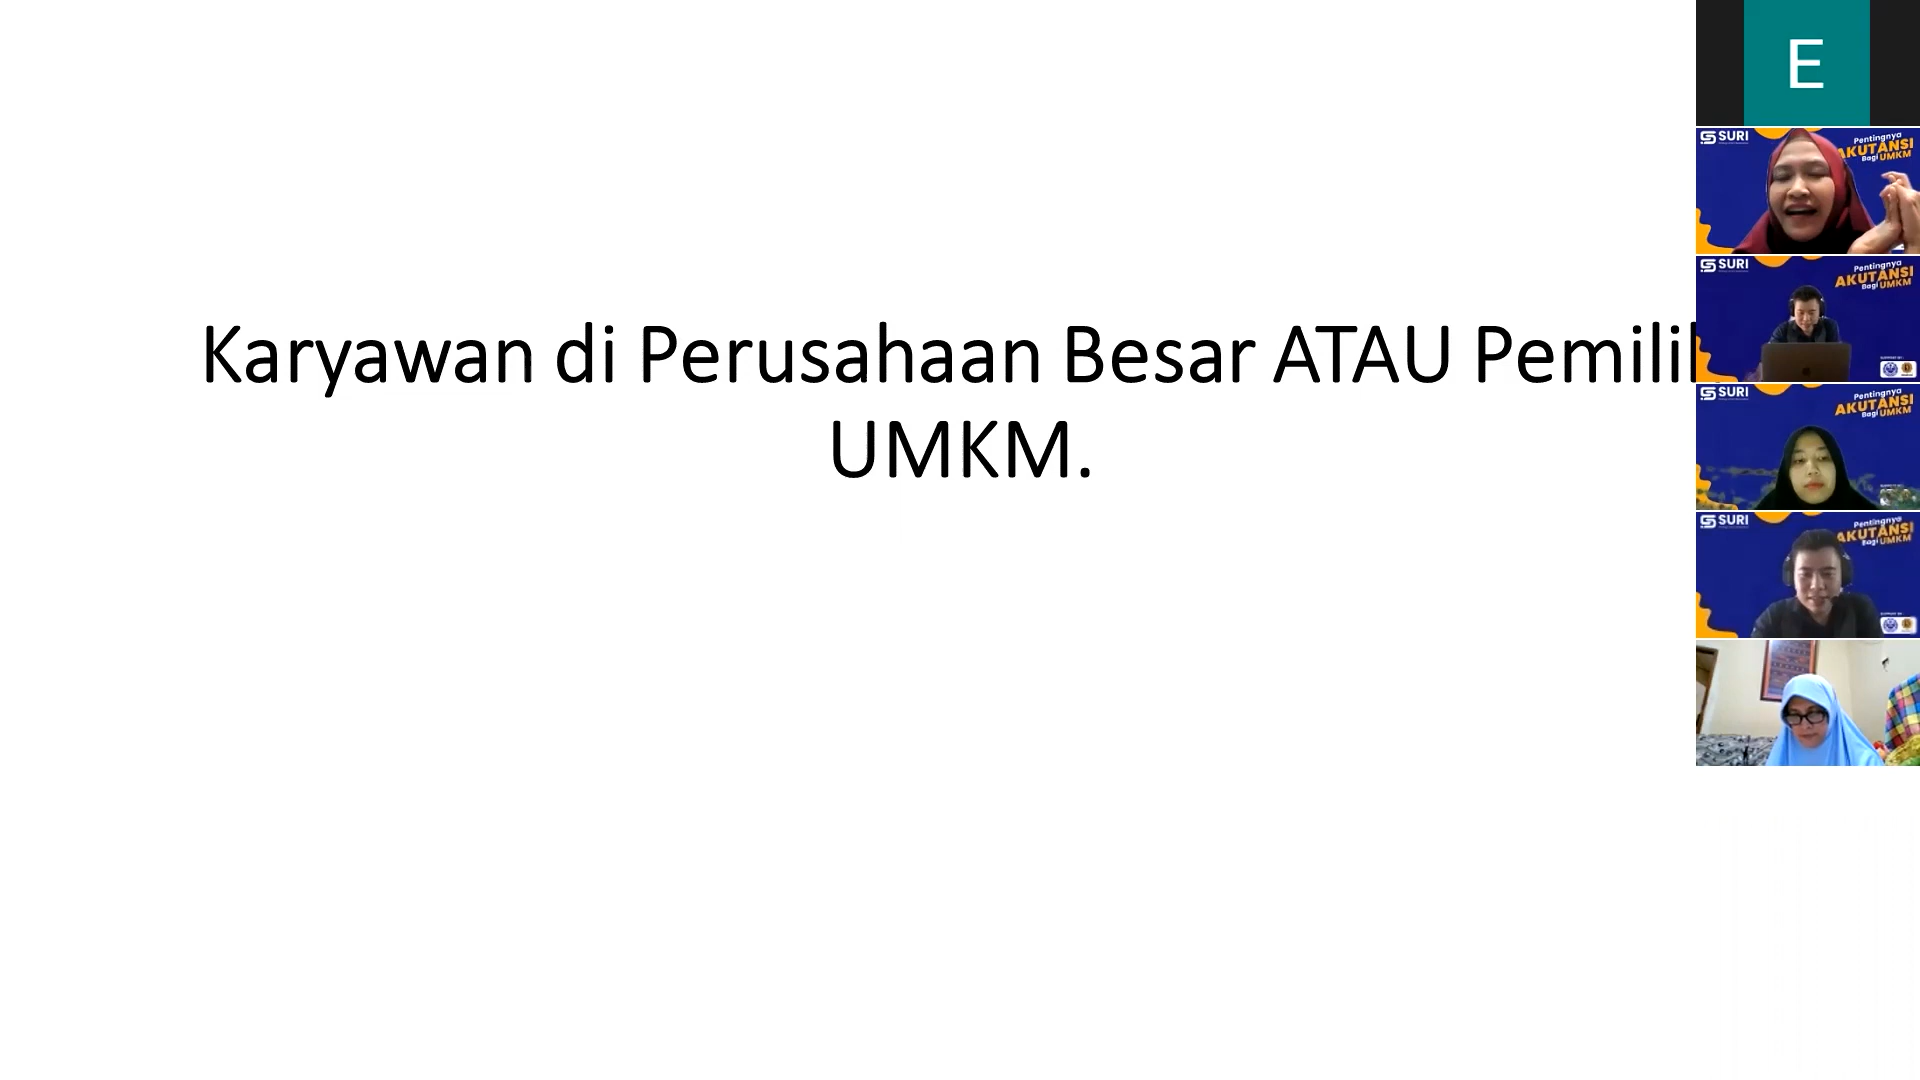 Karyawan di Perusahaan Besar ATAU Pemilik
UMKM.
E
SURI
Pentingnya
AKUTANSI
Bagi UMKM
SURI
Pentingnya
AKUTANSI
Bagi UMKM
SURI
Pentingnya
AKUTANSI
Bagi UMKM
SURI
Pentingnya
AKUTANSI
Bagi UMKM